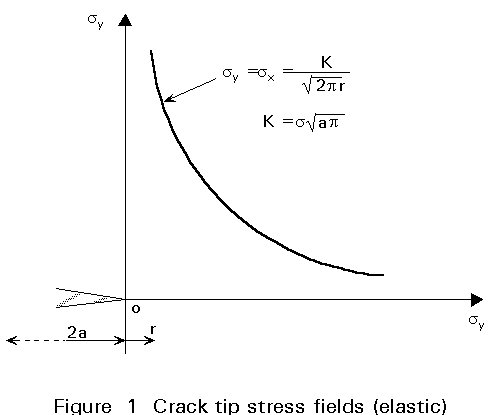 σy
σy = σx = K / √2πr
K = σ√aπ
o
σy
2a
r
Figure 1 Crack tip stress fields (elastic)